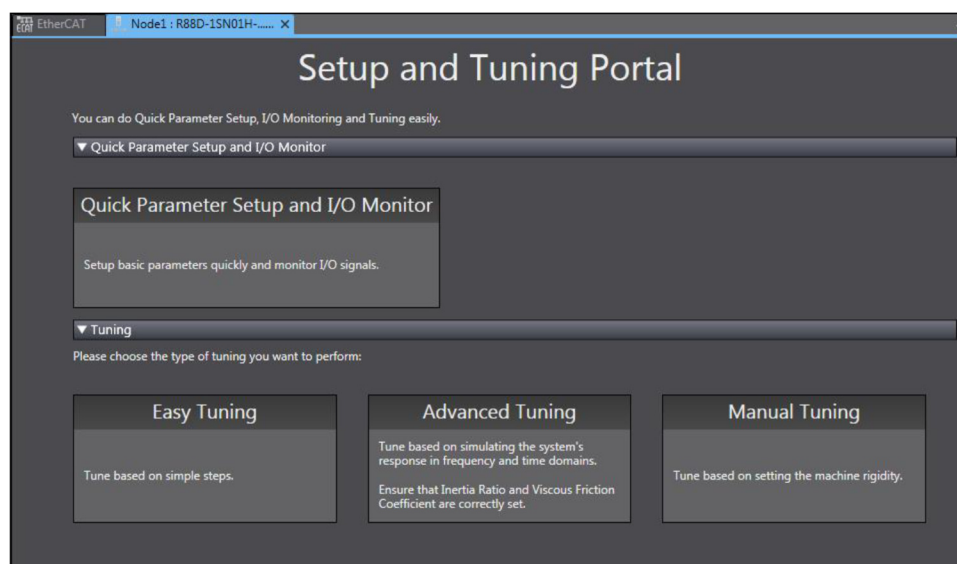 EtherCAT
Node1 : R88D-1SN01H-...... ×
Setup and Tuning Portal
You can do Quick Parameter Setup, I/O Monitoring and Tuning easily.
▼ Quick Parameter Setup and I/O Monitor
Quick Parameter Setup and I/O Monitor
Setup basic parameters quickly and monitor I/O signals.
▼ Tuning
Please choose the type of tuning you want to perform:
Easy Tuning
Tune based on simple steps.
Advanced Tuning
Tune based on simulating the system's
response in frequency and time domains.
Ensure that Inertia Ratio and Viscous Friction
Coefficient are correctly set.
Manual Tuning
Tune based on setting the machine rigidity.